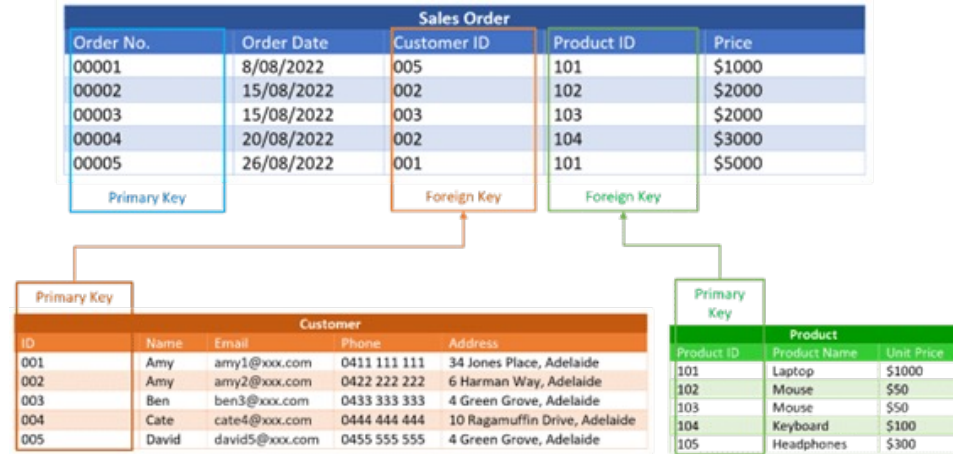 Sales Order
Order No. Order Date Customer ID Product ID Price
00001 8/08/2022 005 101 $1000
00002 15/08/2022 002 102 $2000
00003 15/08/2022 003 103 $2000
00004 20/08/2022 002 104 $3000
00005 26/08/2022 001 101 $5000
Primary Key Foreign Key Foreign Key
Primary Key
Customer
ID Name Email Phone Address
001 Amy amy1@xxx.com 0411 111 111 34 Jones Place, Adelaide
002 Amy amy2@xxx.com 0422 222 222 6 Harman Way, Adelaide
003 Ben ben3@xxx.com 0433 333 333 4 Green Grove, Adelaide
004 Cate cate4@xxx.com 0444 444 444 10 Ragamuffin Drive, Adelaide
005 David david5@xxx.com 0455 555 555 4 Green Grove, Adelaide
Primary
Key
Product
Product ID Product Name Unit Price
101 Laptop $1000
102 Mouse $50
103 Mouse $50
104 Keyboard $100
105 Headphones $300